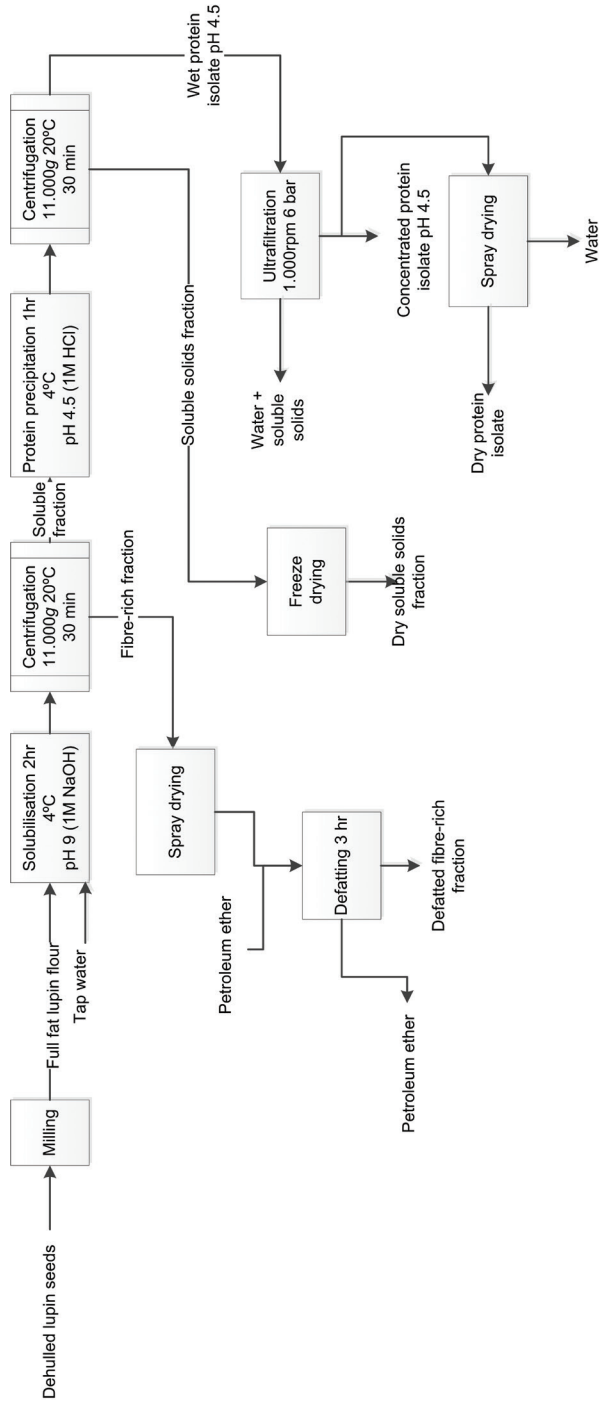 Dehulled lupin seeds
Milling
Full fat lupin flour
Tap water
Solubilisation 2hr
4ºC
pH 9 (1M NaOH)
Centrifugation
11.000g 20ºC
30 min
Soluble
fraction
Protein precipitation 1hr
4ºC
pH 4.5 (1M HCl)
Centrifugation
11.000g 20ºC
30 min
Fibre-rich fraction
Soluble solids fraction
Wet protein
isolate pH 4.5
Spray drying
Petroleum ether
Defatting 3 hr
Petroleum ether
Defatted fibre-rich
fraction
Freeze
drying
Dry soluble solids
fraction
Ultrafiltration
1.000rpm 6 bar
Water +
soluble
solids
Concentrated protein
isolate pH 4.5
Spray drying
Dry protein
isolate
Water